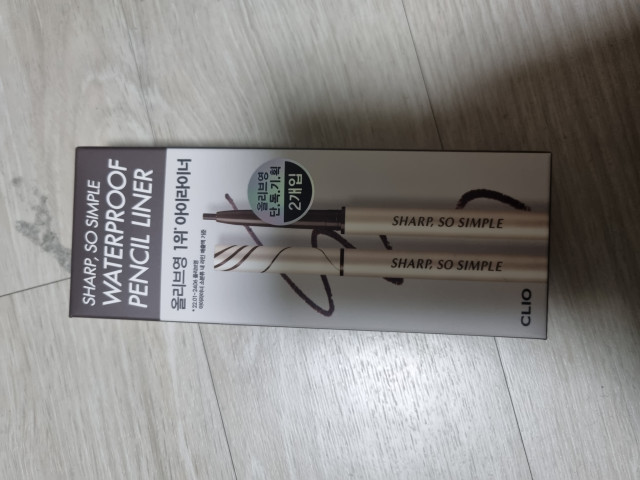 SHARP, SO SIMPLE
WATERPROOF
PENCIL LINER
올리브영 1위* 아이라이너
올리브영
단.독.기.획
2개입
SHARP, SO SIMPLE
SHARP, SO SIMPLE
CLIO